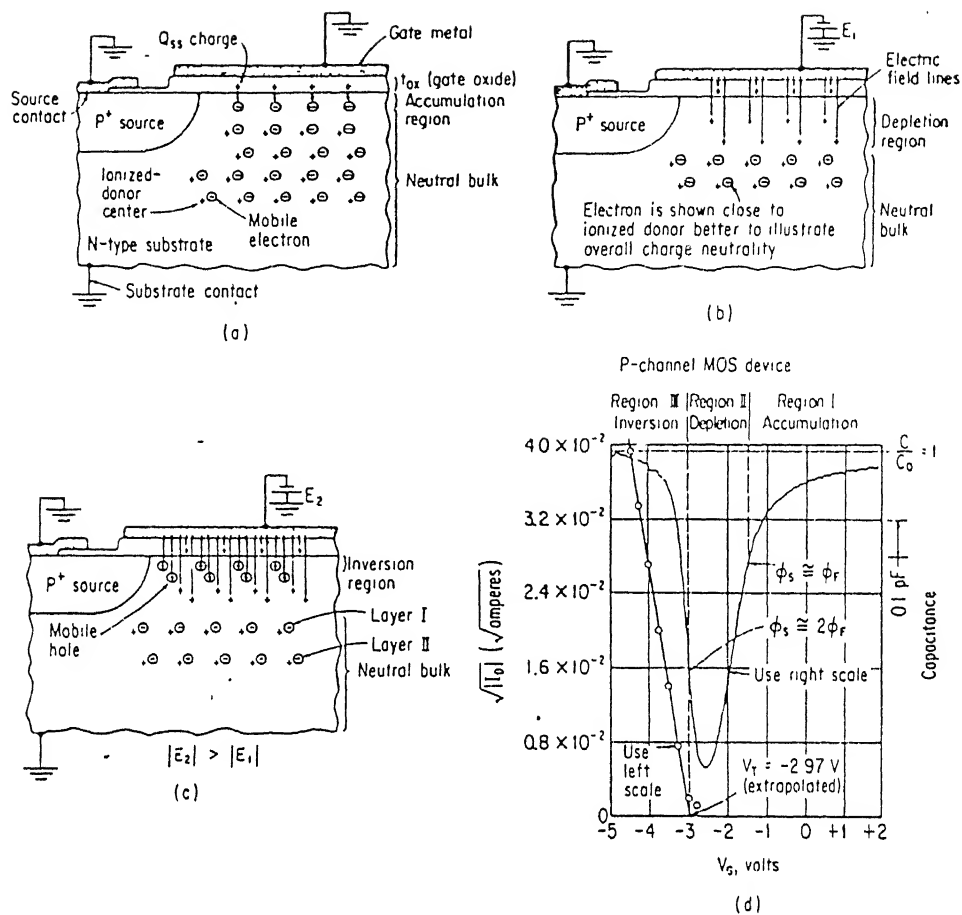 Qss charge
Gate metal
tox (gate oxide)
Source
contact
Accumulation
region
P+ source
Ionized-
donor
center
Mobile
electron
Neutral bulk
N-type substrate
Substrate contact
(a)
E1
Electric
field lines
P+ source
Depletion
region
Electron is shown close to
ionized donor better to illustrate
overall charge neutrality
Neutral
bulk
(b)
E2
P+ source
Inversion
region
Mobile
hole
Layer I
Layer II
Neutral bulk
|E2| > |E1|
(c)
P-channel MOS device
Region III
Inversion
Region II
Depletion
Region I
Accumulation
4.0 × 10-2
3.2 × 10-2
2.4 × 10-2
1.6 × 10-2
0.8 × 10-2
0
√|ID| (√amperes)
C/C0 = 1
0.1 pF
Capacitance
ϕs ≅ ϕF
ϕs ≅ 2ϕF
Use right scale
Use
left
scale
VT = -2.97 V
(extrapolated)
-5 -4 -3 -2 -1 0 +1 +2
VG, volts
(d)